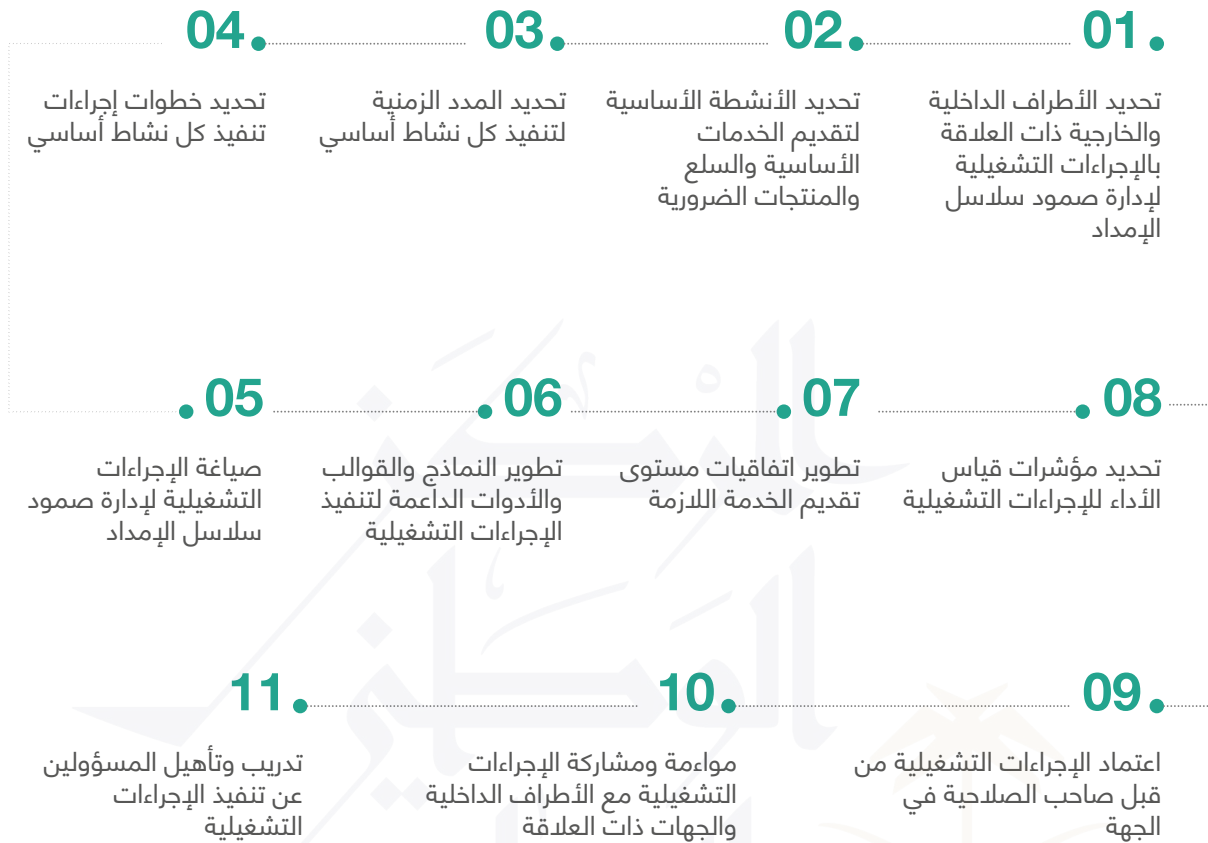 01
تحديد الأطراف الداخلية
والخارجية ذات العلاقة
بالإجراءات التشغيلية
لإدارة صمود سلاسل
الإمداد
02
تحديد الأنشطة الأساسية
لتقديم الخدمات
الأساسية والسلع
والمنتجات الضرورية
03
تحديد المدد الزمنية
لتنفيذ كل نشاط أساسي
04
تحديد خطوات إجراءات
تنفيذ كل نشاط أساسي
05
صياغة الإجراءات
التشغيلية لإدارة صمود
سلاسل الإمداد
06
تطوير النماذج والقوالب
والأدوات الداعمة لتنفيذ
الإجراءات التشغيلية
07
تطوير اتفاقيات مستوى
تقديم الخدمة اللازمة
08
تحديد مؤشرات قياس
الأداء للإجراءات التشغيلية
09
اعتماد الإجراءات التشغيلية من
قبل صاحب الصلاحية في
الجهة
10
مواءمة ومشاركة الإجراءات
التشغيلية مع الأطراف الداخلية
والجهات ذات العلاقة
11
تدريب وتأهيل المسؤولين
عن تنفيذ الإجراءات
التشغيلية